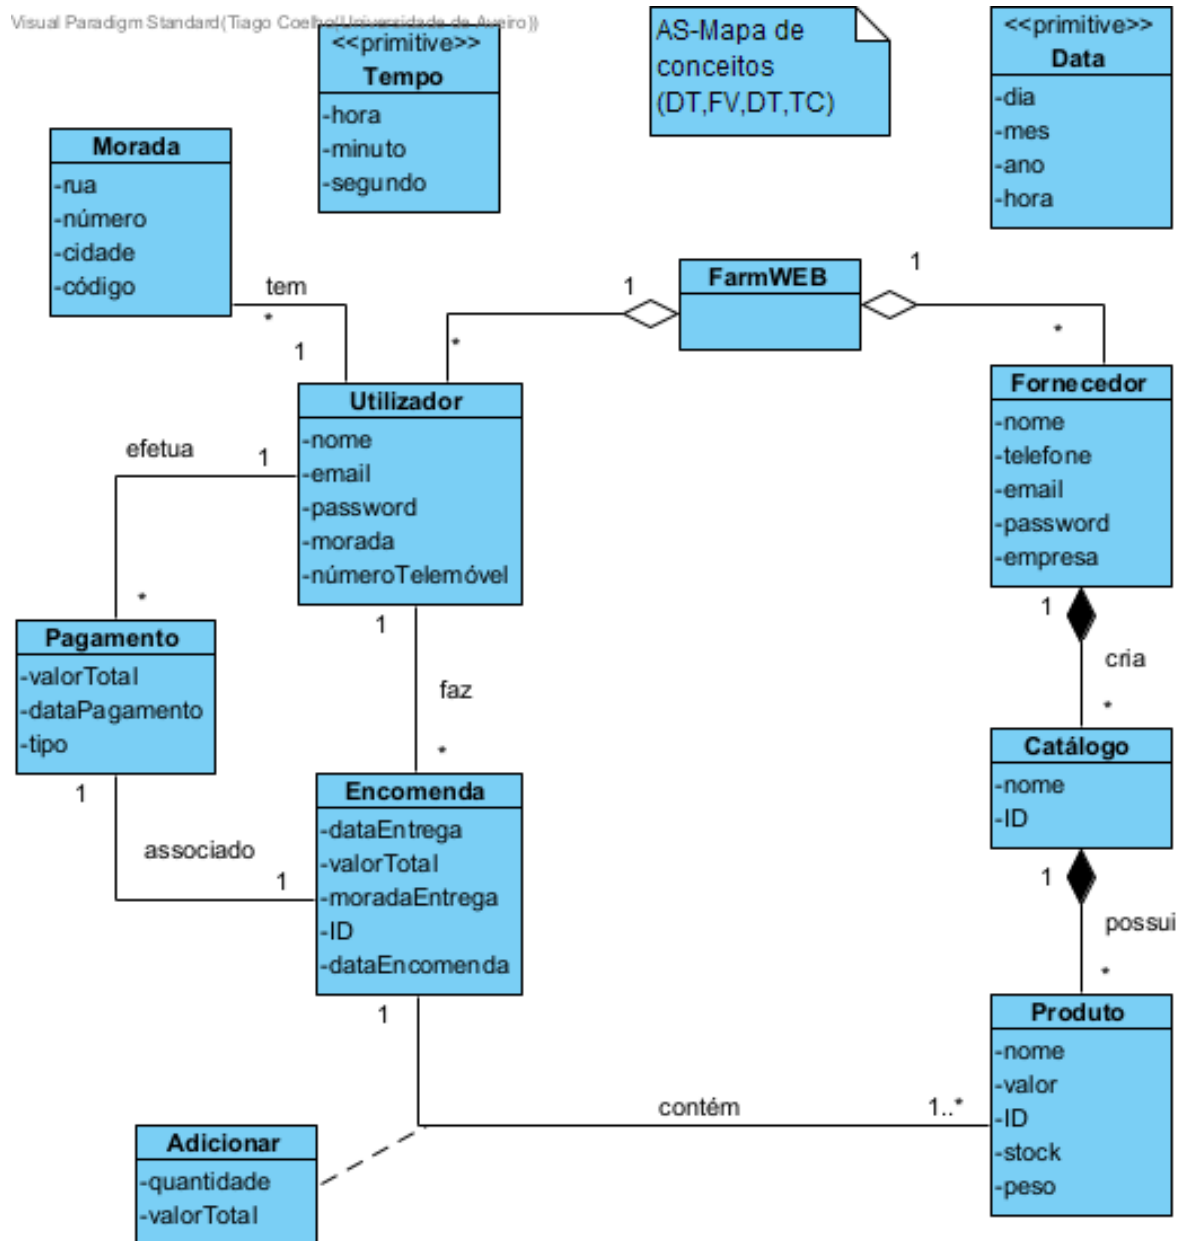 Visual Paradigm Standard(Tiago Coelho(Universidade de Aveiro))
<<primitive>>
Tempo
-hora
-minuto
-segundo
AS-Mapa de
conceitos
(DT,FV,DT,TC)
<<primitive>>
Data
-dia
-mes
-ano
-hora
Morada
-rua
-número
-cidade
-código
tem
*
1
1
FarmWEB
1
*
*
Utilizador
-nome
-email
-password
-morada
-númeroTelemóvel
Fornecedor
-nome
-telefone
-email
-password
-empresa
efetua
1
*
1
faz
*
1
cria
*
Pagamento
-valorTotal
-dataPagamento
-tipo
1
associado
1
Encomenda
-dataEntrega
-valorTotal
-moradaEntrega
-ID
-dataEncomenda
Catálogo
-nome
-ID
1
possui
*
1
contém
1..*
Produto
-nome
-valor
-ID
-stock
-peso
Adicionar
-quantidade
-valorTotal